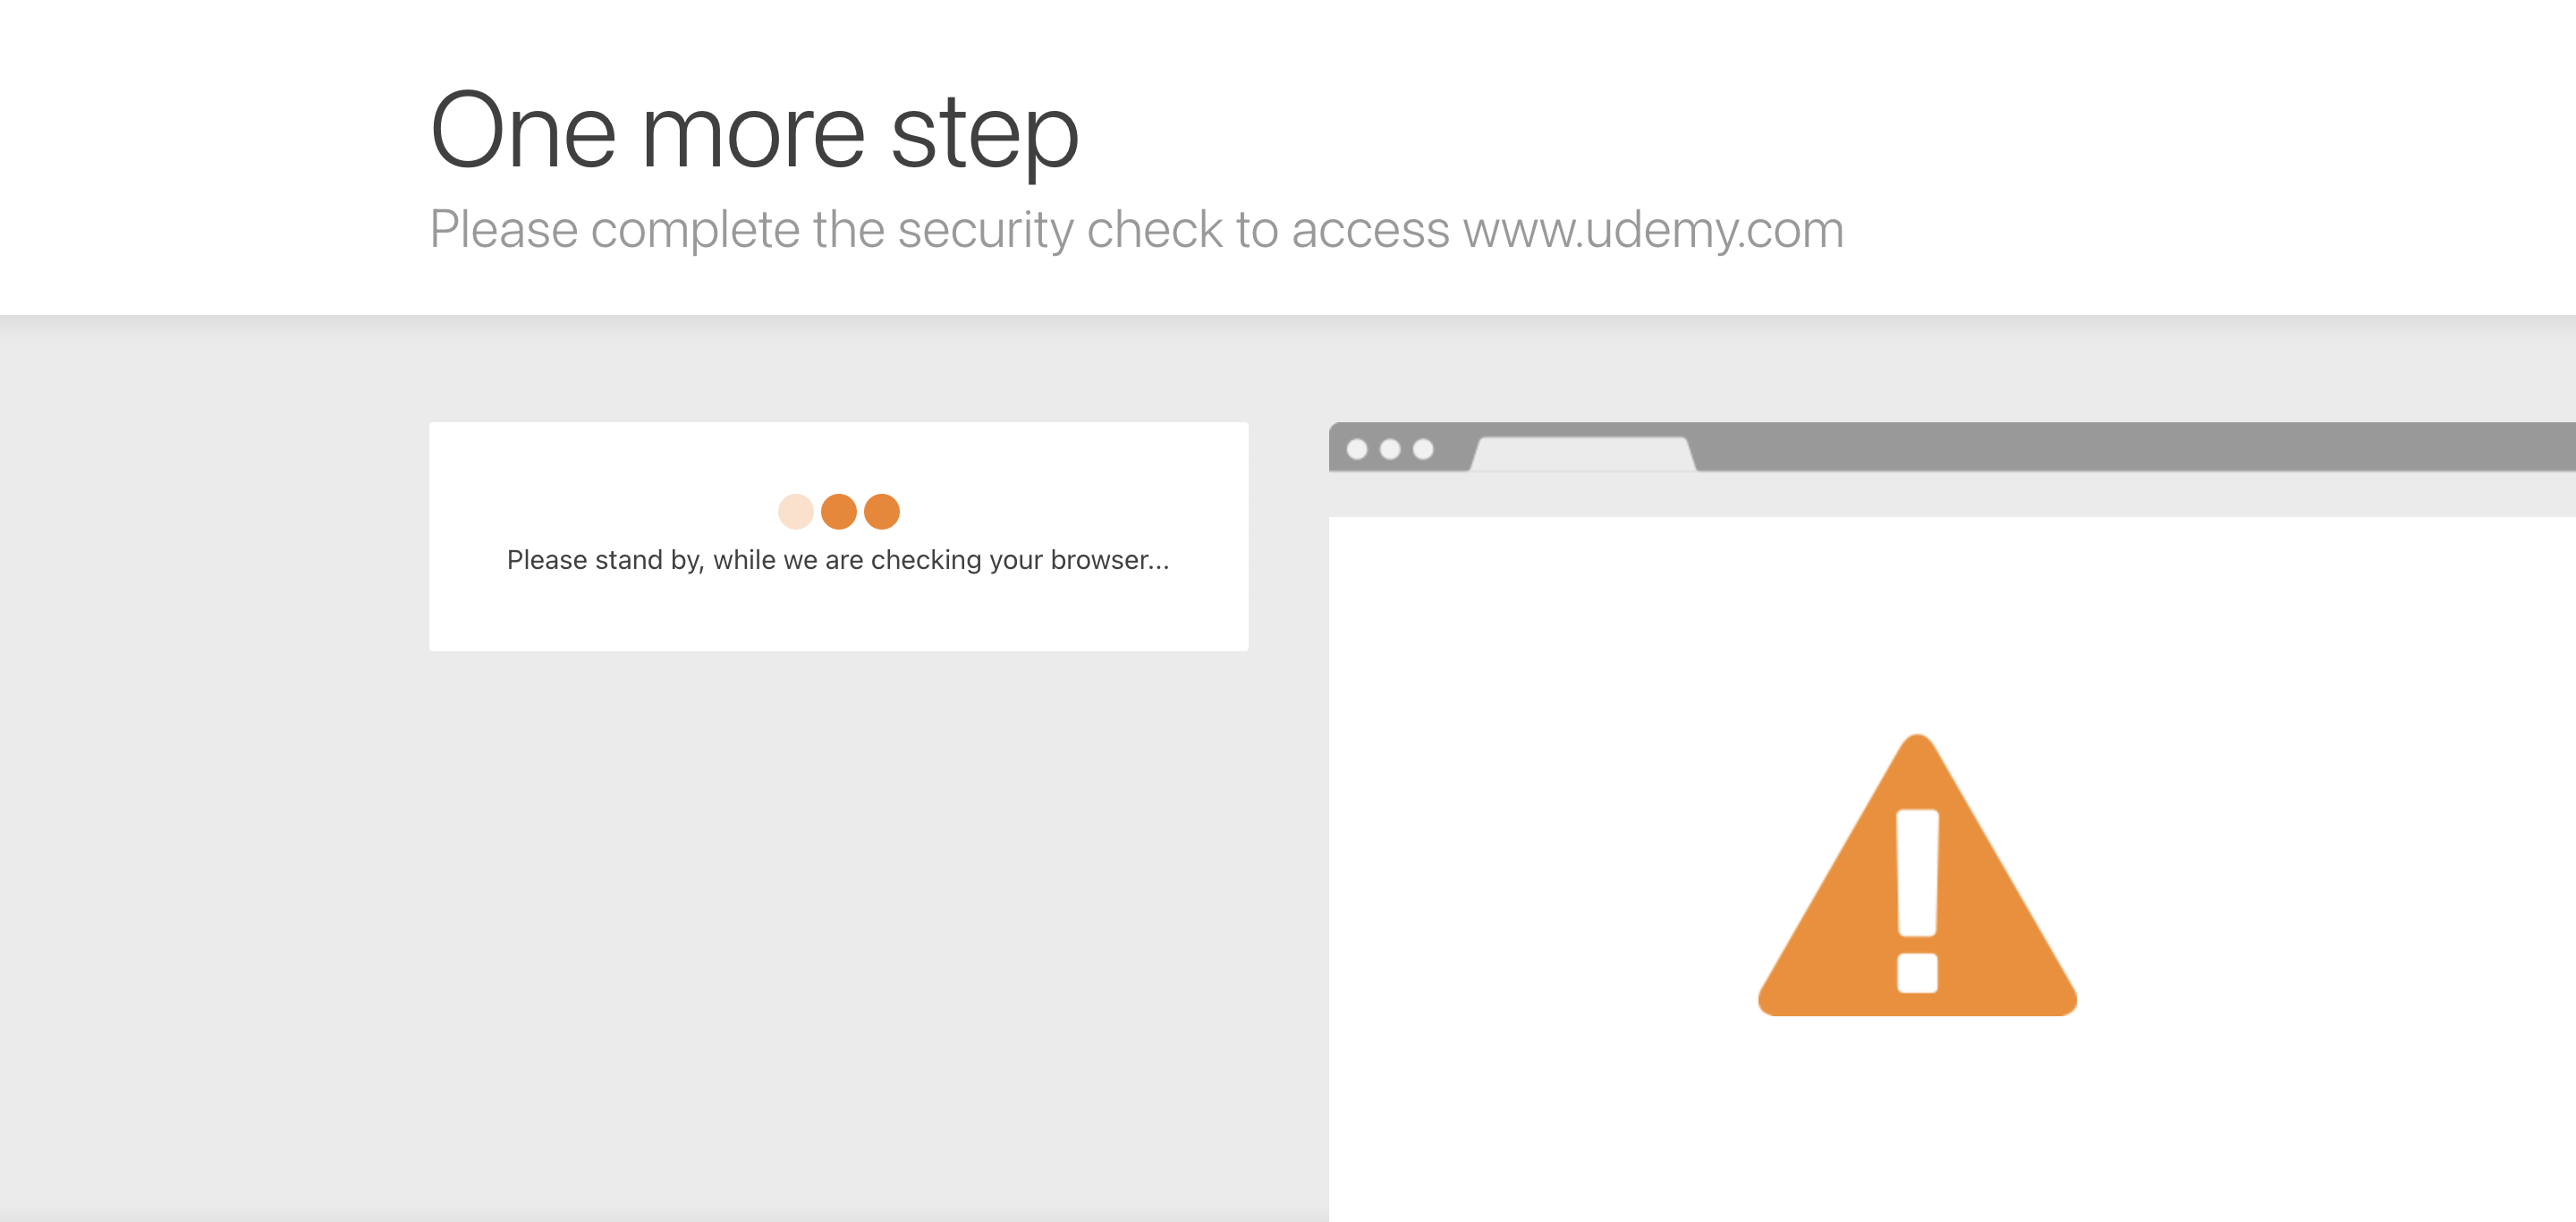 One more step
Please complete the security check to access www.udemy.com
Please stand by, while we are checking your browser...
!